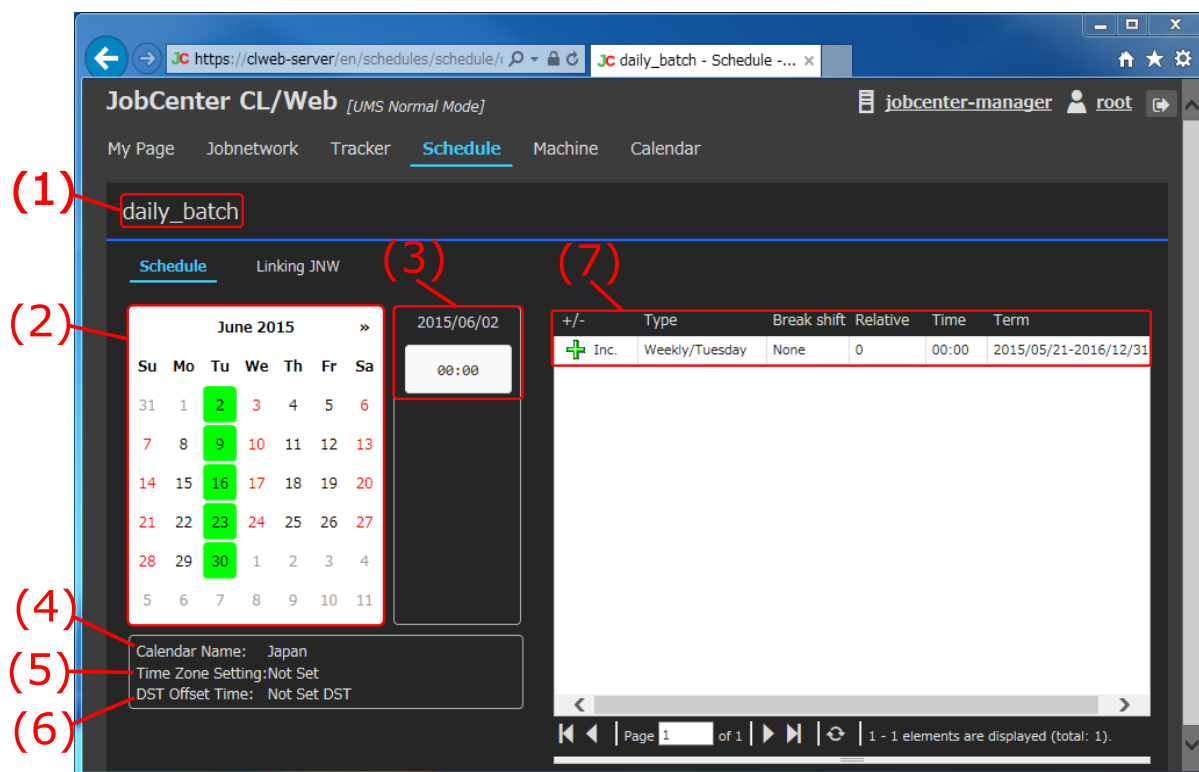 https://clweb-server/en/schedules/schedule/
JC daily_batch - Schedule -... ×
JobCenter CL/Web [UMS Normal Mode]
jobcenter-manager root
My Page Jobnetwork Tracker Schedule Machine Calendar
(1)
daily_batch
Schedule Linking JNW
(3)
(7)
(2)
June 2015 »
Su Mo Tu We Th Fr Sa
31 1 2 3 4 5 6
7 8 9 10 11 12 13
14 15 16 17 18 19 20
21 22 23 24 25 26 27
28 29 30 1 2 3 4
5 6 7 8 9 10 11
2015/06/02
00:00
+/- Type Break shift Relative Time Term
Inc. Weekly/Tuesday None 0 00:00 2015/05/21-2016/12/31
(4)
Calendar Name: Japan
(5)
Time Zone Setting:Not Set
(6)
DST Offset Time: Not Set DST
Page 1 of 1 1 - 1 elements are displayed (total: 1).